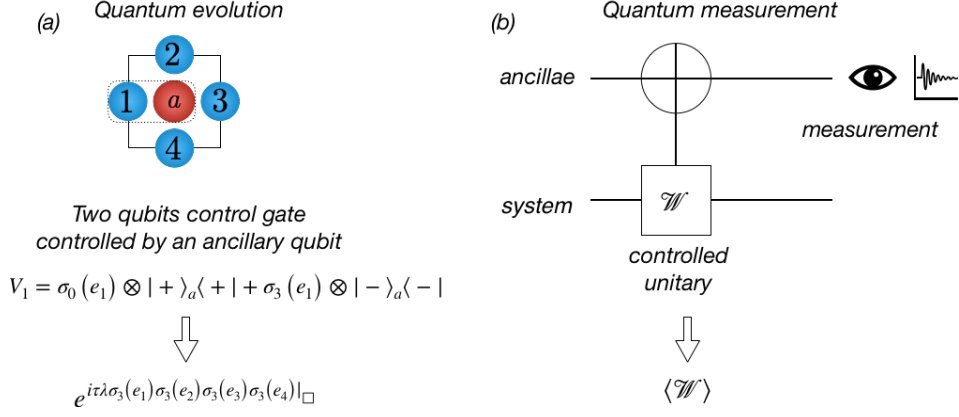 (a)
Quantum evolution
2
1 a 3
4
Two qubits control gate
controlled by an ancillary qubit
V₁ = σ₀ (e₁) ⊗ | + ⟩ₐ⟨ + | + σ₃ (e₁) ⊗ | − ⟩ₐ⟨ − |
e^{iτλσ₃(e₁)σ₃(e₂)σ₃(e₃)σ₃(e₄)|□}
(b)
Quantum measurement
ancillae
measurement
system
𝒲
controlled
unitary
⟨𝒲⟩